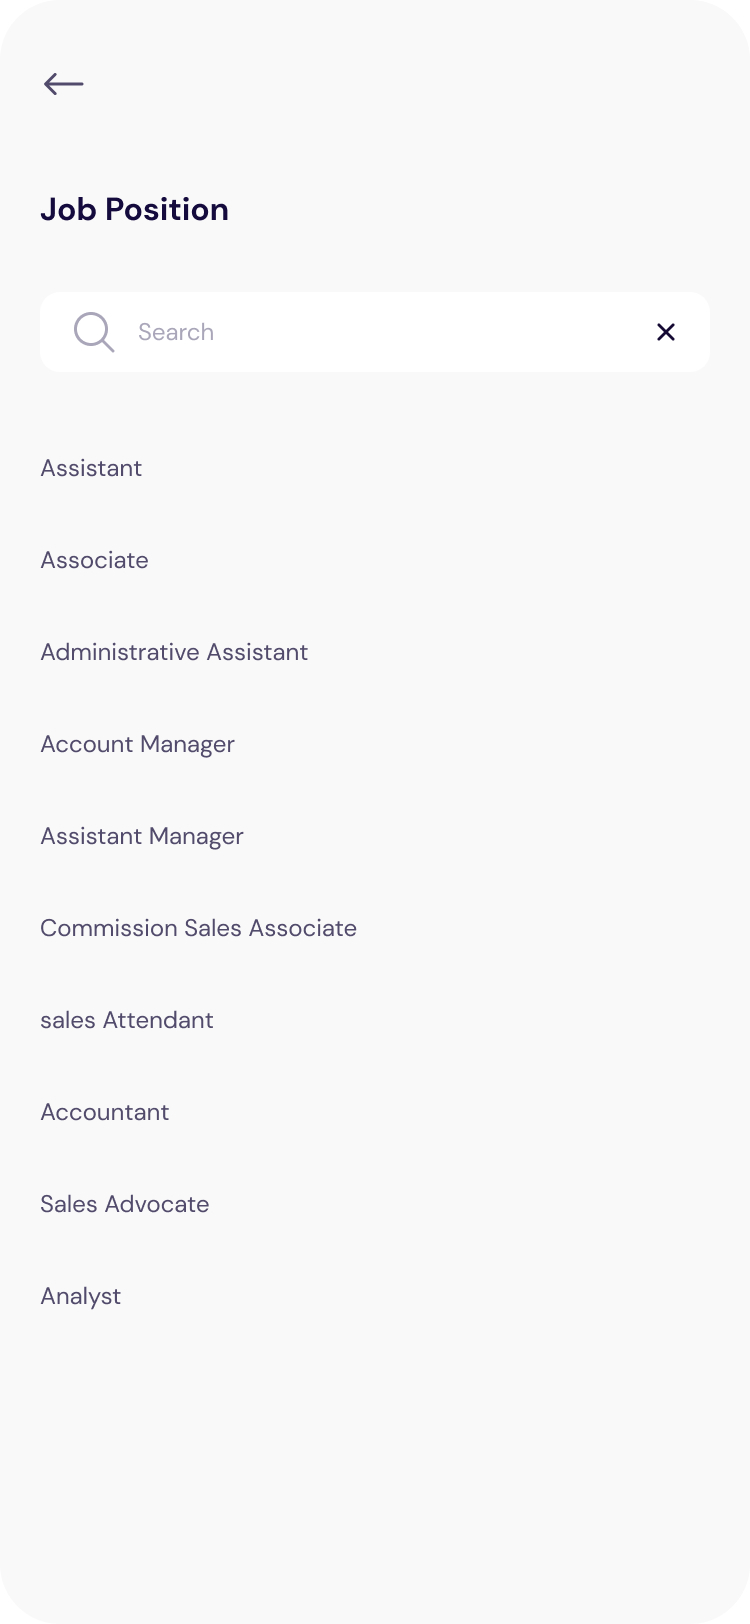 Job Position
Search
Assistant
Associate
Administrative Assistant
Account Manager
Assistant Manager
Commission Sales Associate
sales Attendant
Accountant
Sales Advocate
Analyst